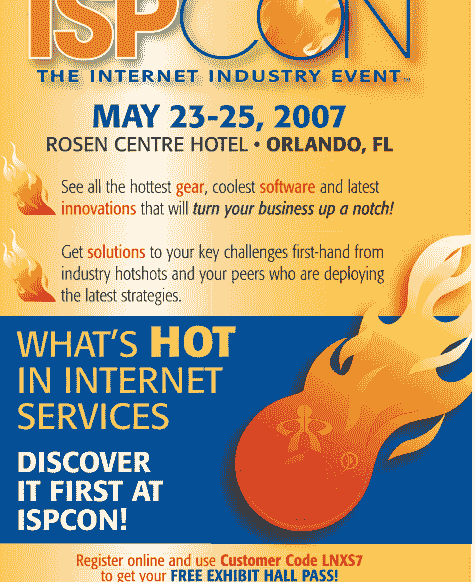 ISPCON
THE INTERNET INDUSTRY EVENT™
MAY 23-25, 2007
ROSEN CENTRE HOTEL • ORLANDO, FL
See all the hottest gear, coolest software and latest
innovations that will turn your business up a notch!
Get solutions to your key challenges first-hand from
industry hotshots and your peers who are deploying
the latest strategies.
WHAT'S HOT
IN INTERNET
SERVICES
DISCOVER
IT FIRST AT
ISPCON!
Register online and use Customer Code LNXS7
to get your FREE EXHIBIT HALL PASS!